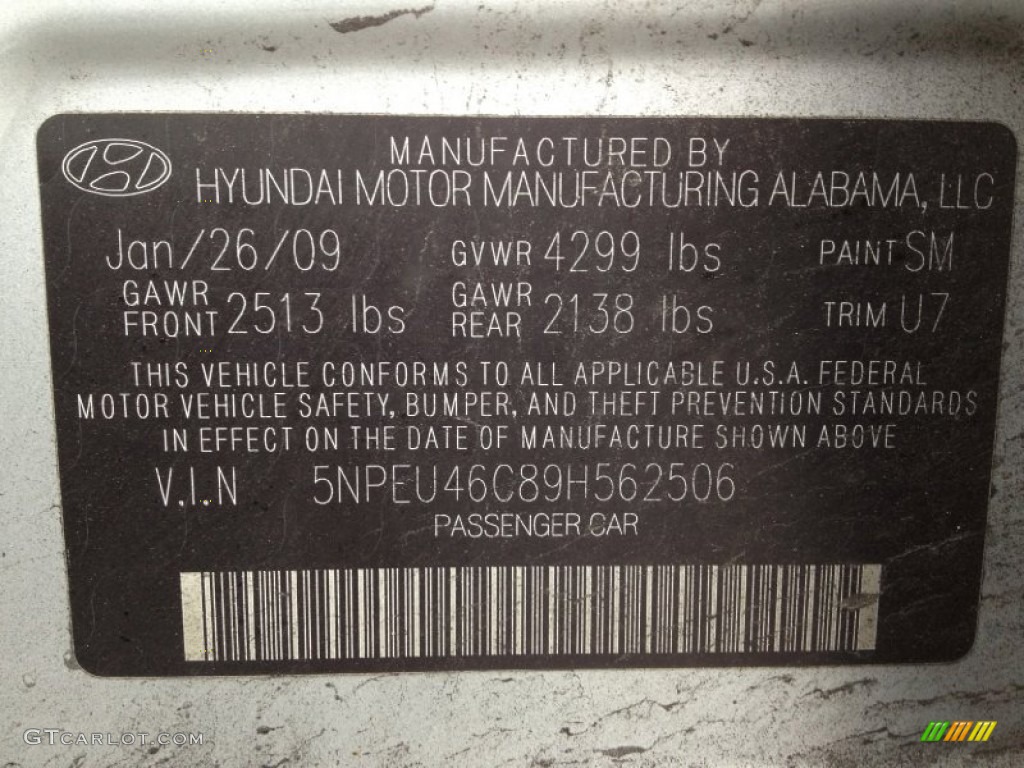 MANUFACTURED BY
HYUNDAI MOTOR MANUFACTURING ALABAMA, LLC
Jan/26/09 GVWR 4299 lbs PAINT SM
GAWR FRONT 2513 lbs GAWR REAR 2138 lbs TRIM U7
THIS VEHICLE CONFORMS TO ALL APPLICABLE U.S.A. FEDERAL
MOTOR VEHICLE SAFETY, BUMPER, AND THEFT PREVENTION STANDARDS
IN EFFECT ON THE DATE OF MANUFACTURE SHOWN ABOVE
V.I.N 5NPEU46C89H562506
PASSENGER CAR
GTCARLOT.COM